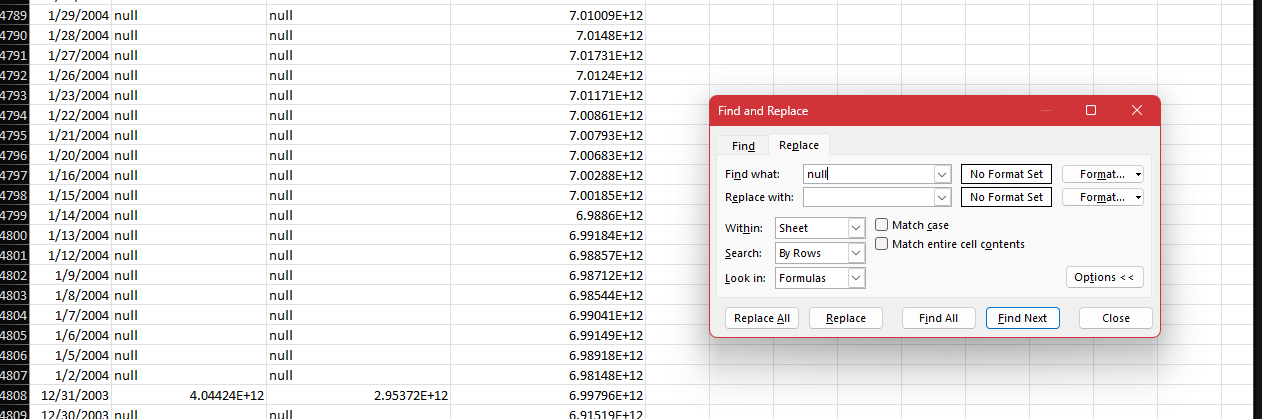 4789 1/29/2004 null null 7.01009E+12
4790 1/28/2004 null null 7.0148E+12
4791 1/27/2004 null null 7.01731E+12
4792 1/26/2004 null null 7.0124E+12
4793 1/23/2004 null null 7.01171E+12
4794 1/22/2004 null null 7.00861E+12
4795 1/21/2004 null null 7.00793E+12
4796 1/20/2004 null null 7.00683E+12
4797 1/16/2004 null null 7.00288E+12
4798 1/15/2004 null null 7.00185E+12
4799 1/14/2004 null null 6.9886E+12
4800 1/13/2004 null null 6.99184E+12
4801 1/12/2004 null null 6.98857E+12
4802 1/9/2004 null null 6.98712E+12
4803 1/8/2004 null null 6.98544E+12
4804 1/7/2004 null null 6.99041E+12
4805 1/6/2004 null null 6.99149E+12
4806 1/5/2004 null null 6.98918E+12
4807 1/2/2004 null null 6.98148E+12
4808 12/31/2003 4.04424E+12 2.95372E+12 6.99796E+12
4809 12/30/2003 null null 6.91519E+12
Find and Replace
Find Replace
Find what: null No Format Set Format...
Replace with: No Format Set Format...
Within: Sheet Match case
Search: By Rows Match entire cell contents
Look in: Formulas Options <<
Replace All Replace Find All Find Next Close